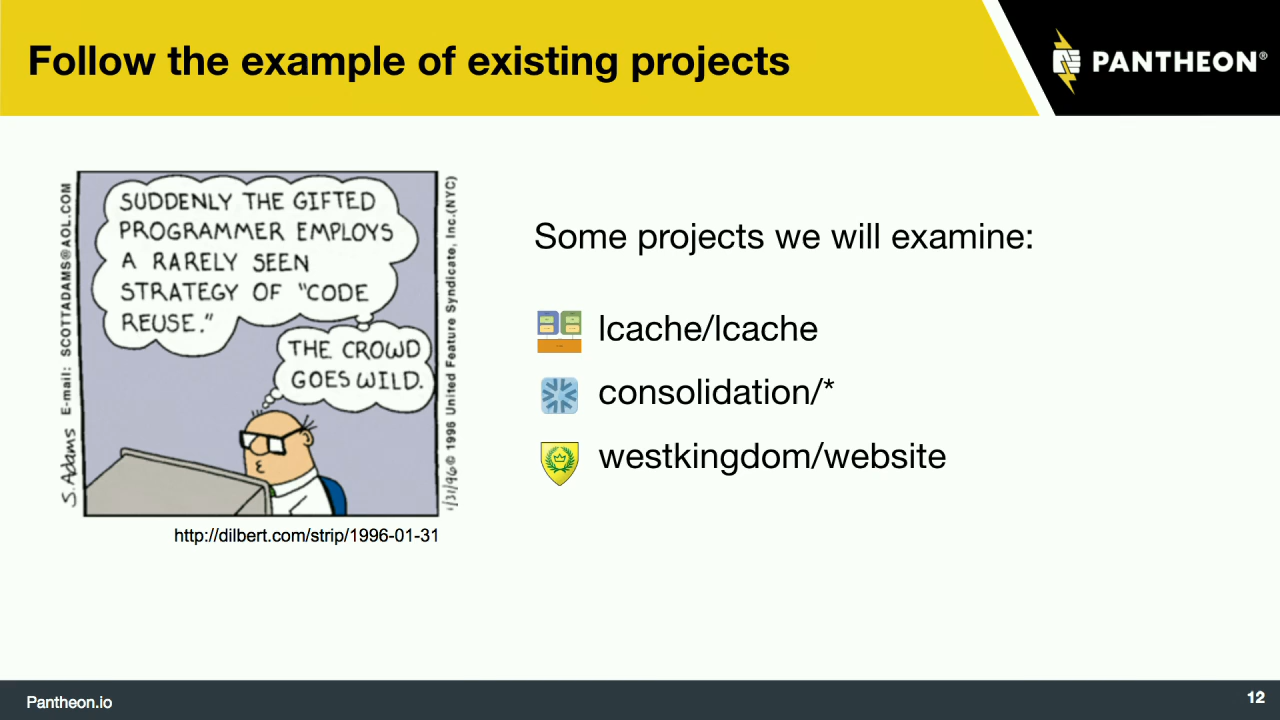 Follow the example of existing projects
PANTHEON®
SUDDENLY THE GIFTED
PROGRAMMER EMPLOYS
A RARELY SEEN
STRATEGY OF "CODE
REUSE."
THE CROWD
GOES WILD.
S. Adams E-mail: SCOTTADAMS@AOL.COM
1/31/96 © 1996 United Feature Syndicate, Inc.(NYC)
http://dilbert.com/strip/1996-01-31
Some projects we will examine:
lcache/lcache
consolidation/*
westkingdom/website
Pantheon.io
12